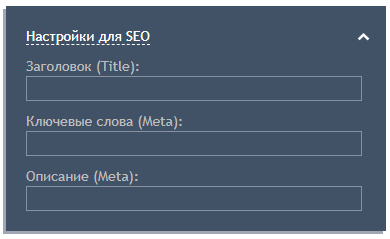 Настройки для SEO
Заголовок (Title):
Ключевые слова (Meta):
Описание (Meta):